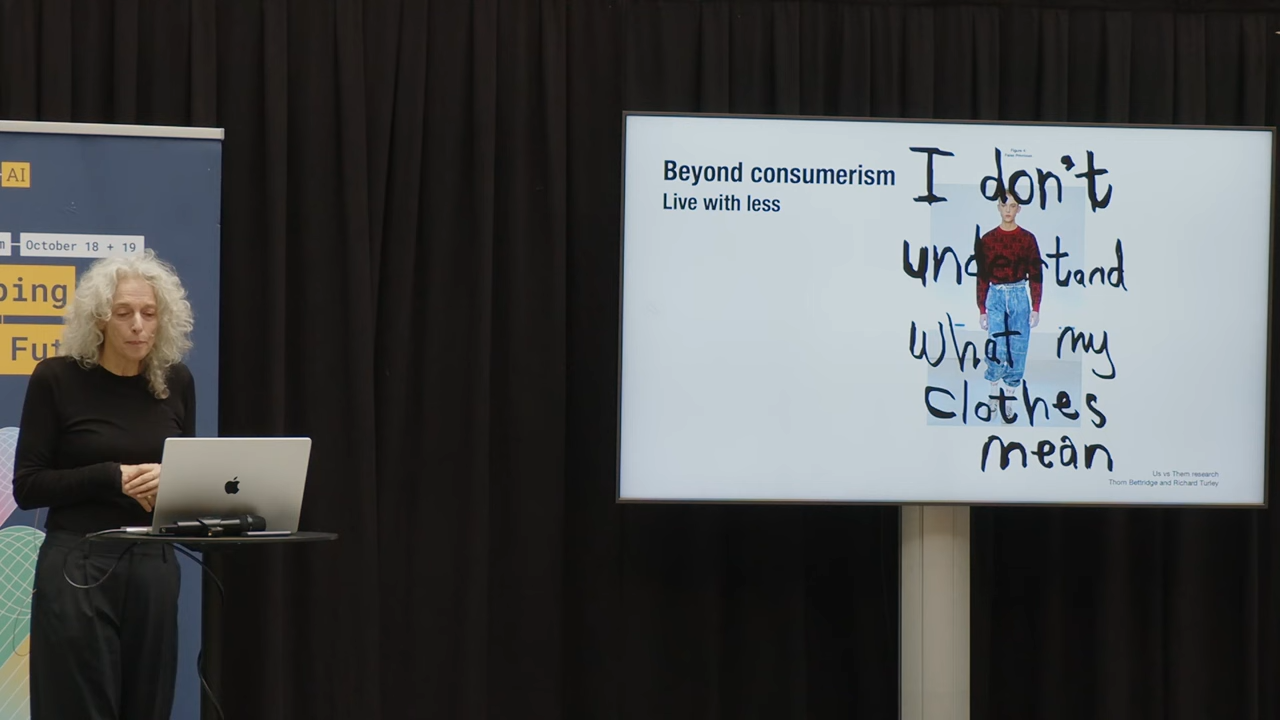 AI
October 18 + 19
ping
Fut
Beyond consumerism
Live with less
I don't
understand
what my
clothes
mean
Us vs Them research
Thom Bettridge and Richard Turley